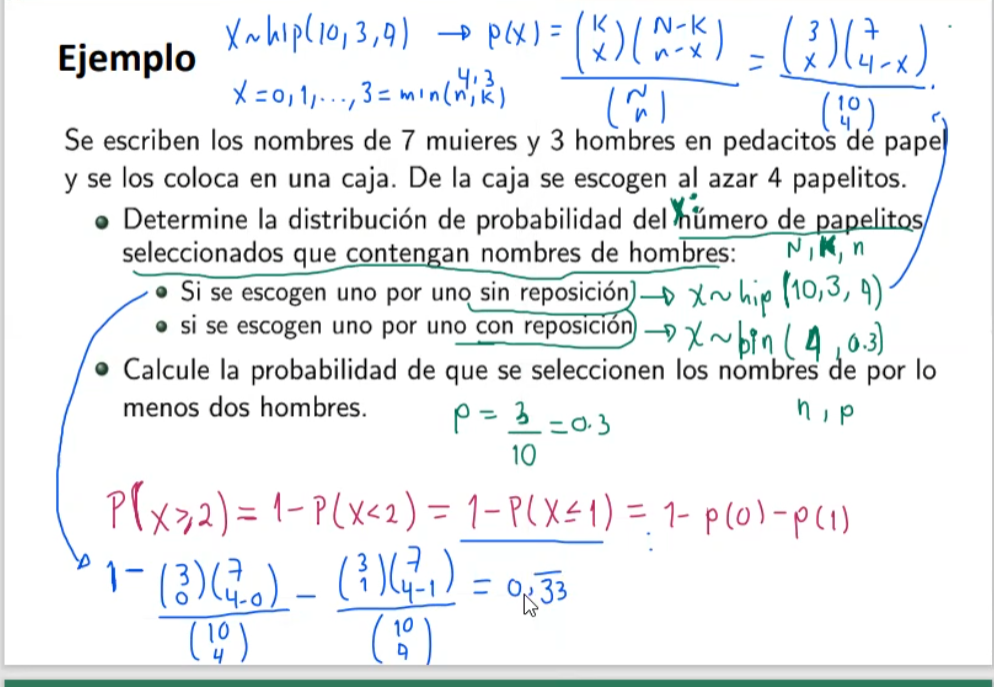 X~hip(10,3,4) → p(x) = (K x)(N-K n-x) / (N n) = (3 x)(7 4-x) / (10 4)
Ejemplo
X=0,1,...,3=min(n,k) 4,3
Se escriben los nombres de 7 mujeres y 3 hombres en pedacitos de papel
y se los coloca en una caja. De la caja se escogen al azar 4 papelitos.
• Determine la distribución de probabilidad del X: número de papelitos
seleccionados que contengan nombres de hombres: N, K, n
• Si se escogen uno por uno sin reposición → X~hip(10,3,4)
• si se escogen uno por uno con reposición → X~bin(4,0.3)
• Calcule la probabilidad de que se seleccionen los nombres de por lo
menos dos hombres. n, p
p = 3/10 = 0.3
P(X≥2) = 1-P(X<2) = 1-P(X≤1) = 1-p(0)-p(1)
1 - (3 0)(7 4-0) / (10 4) - (3 1)(7 4-1) / (10 4) = 0,3̅3̅